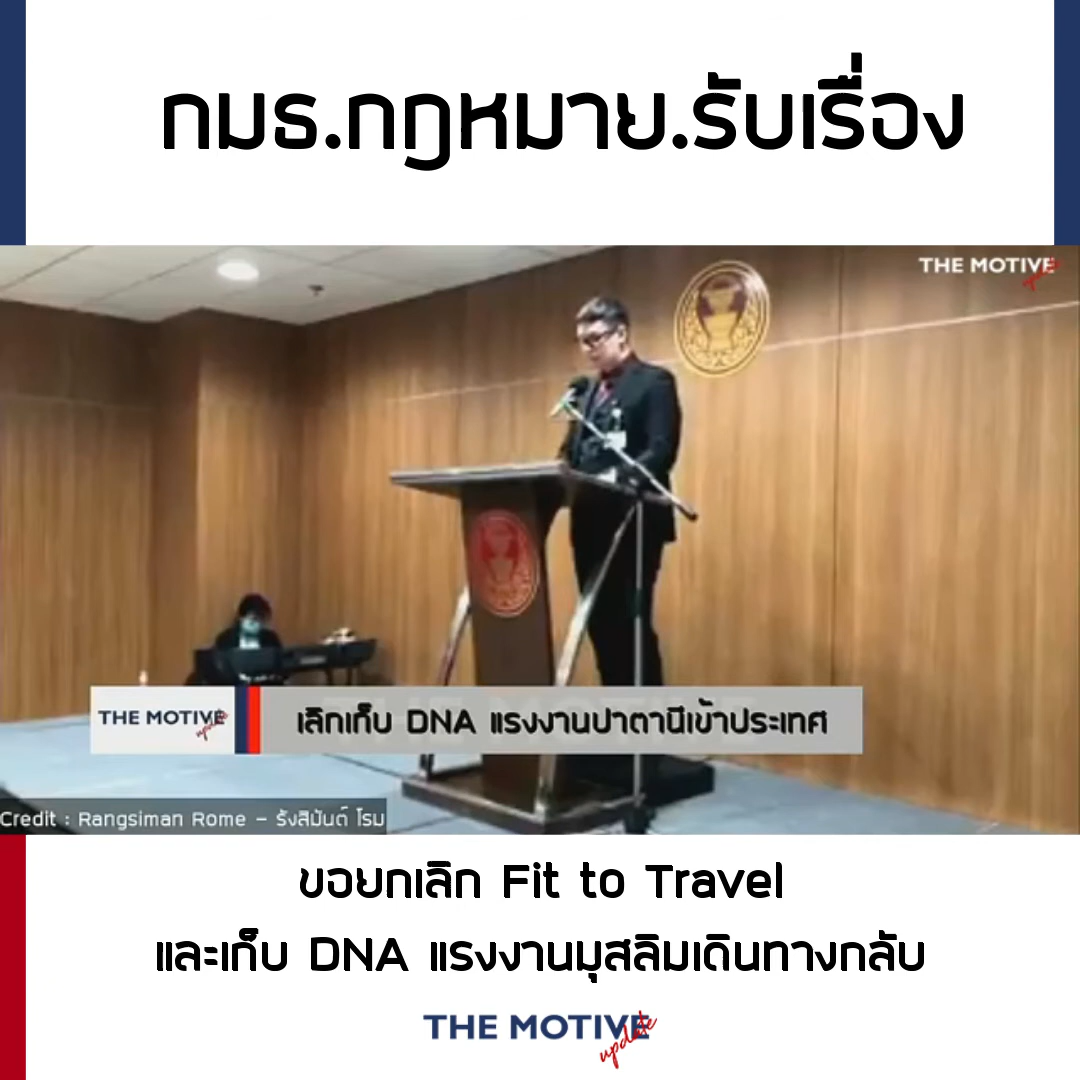 กมธ.กฎหมาย.รับเรื่อง
THE MOTIVE
update
THE MOTIVE
update
เลิกเก็บ DNA แรงงานปาตานีเข้าประเทศ
Credit : Rangsiman Rome – รังสิมันต์ โรม
ขอยกเลิก Fit to Travel
และเก็บ DNA แรงงานมุสลิมเดินทางกลับ
THE MOTIVE
update